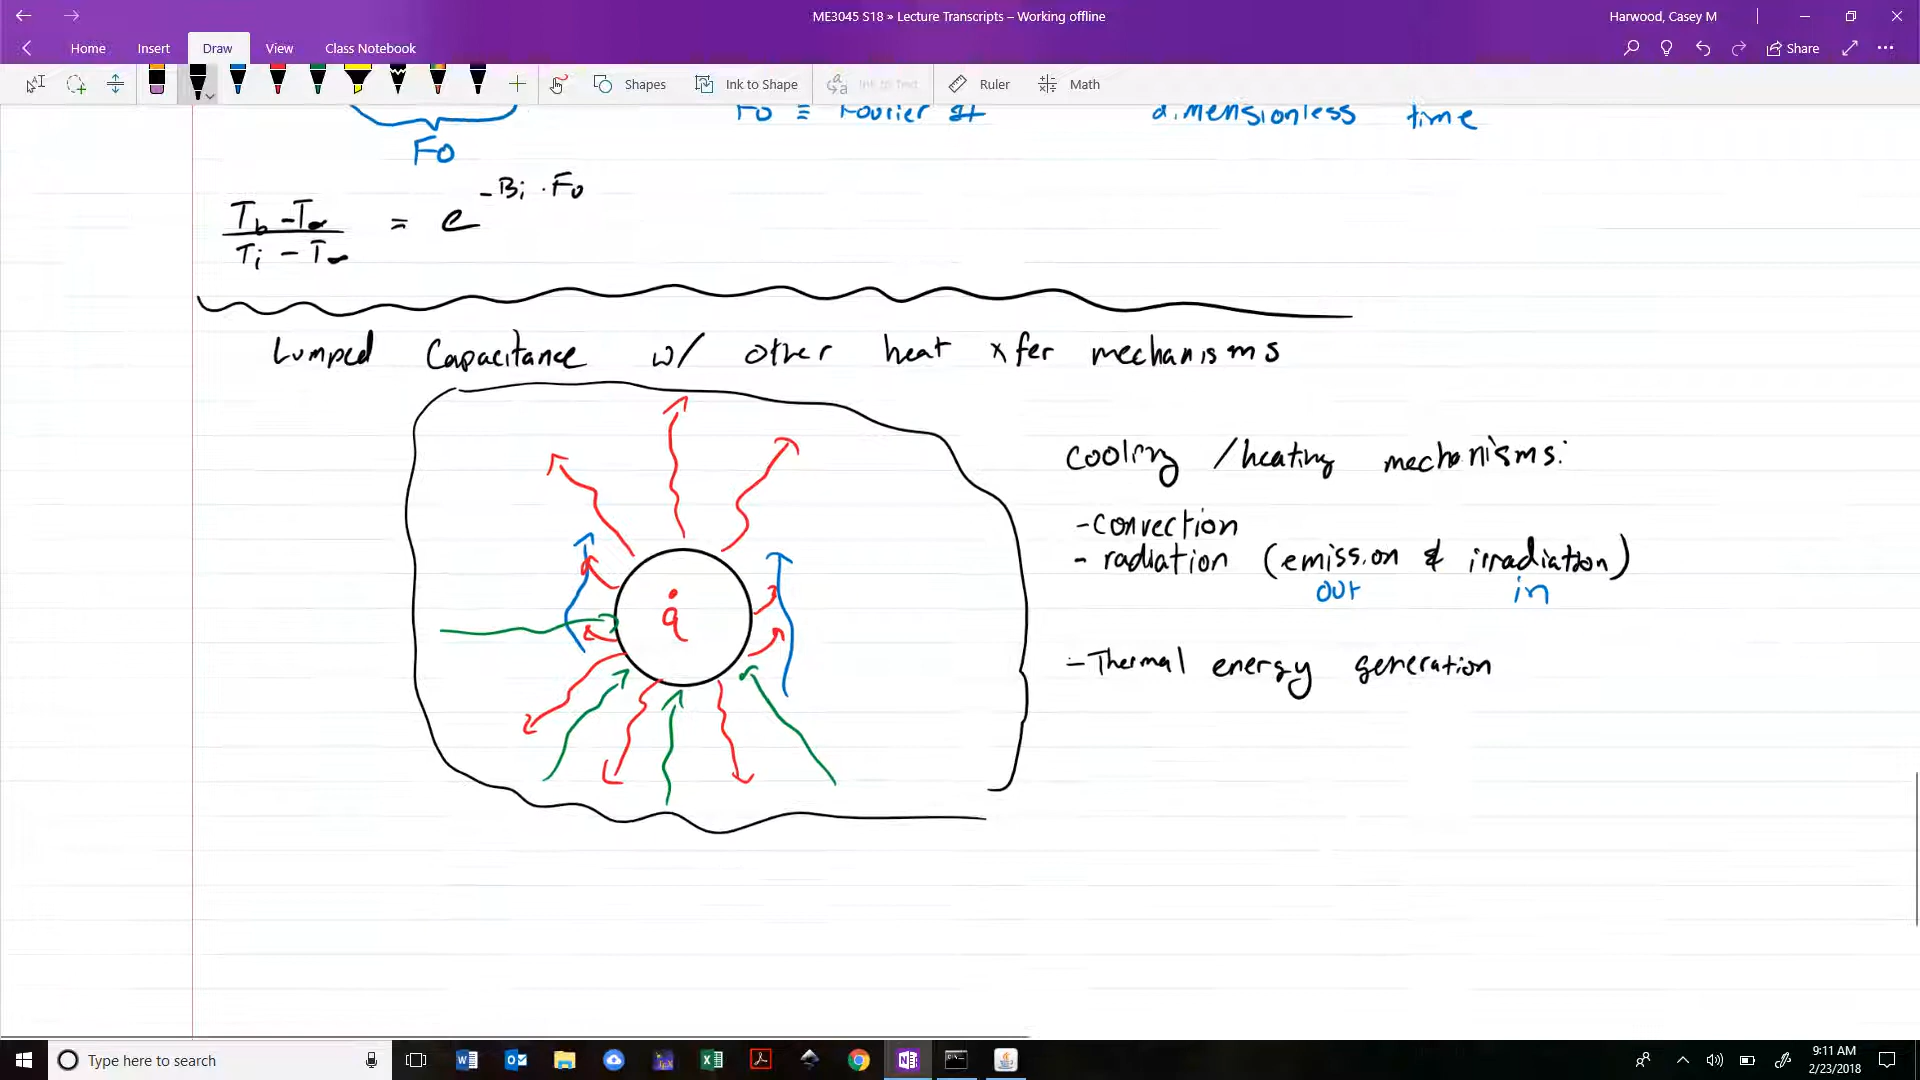 ME3045 S18 » Lecture Transcripts – Working offline
Harwood, Casey M
Home Insert Draw View Class Notebook
Share
Shapes Ink to Shape Ink to Text Ruler Math
Fo ≡ Fourier # dimensionless time
Fo
Tb - T∞ / Ti - T∞ = e^-Bi · Fo
Lumped Capacitance w/ other heat xfer mechanisms
cooling /heating mechanisms:
-convection
- radiation (emission & irradiation)
out in
q̇
- Thermal energy generation
Type here to search
9:11 AM
2/23/2018